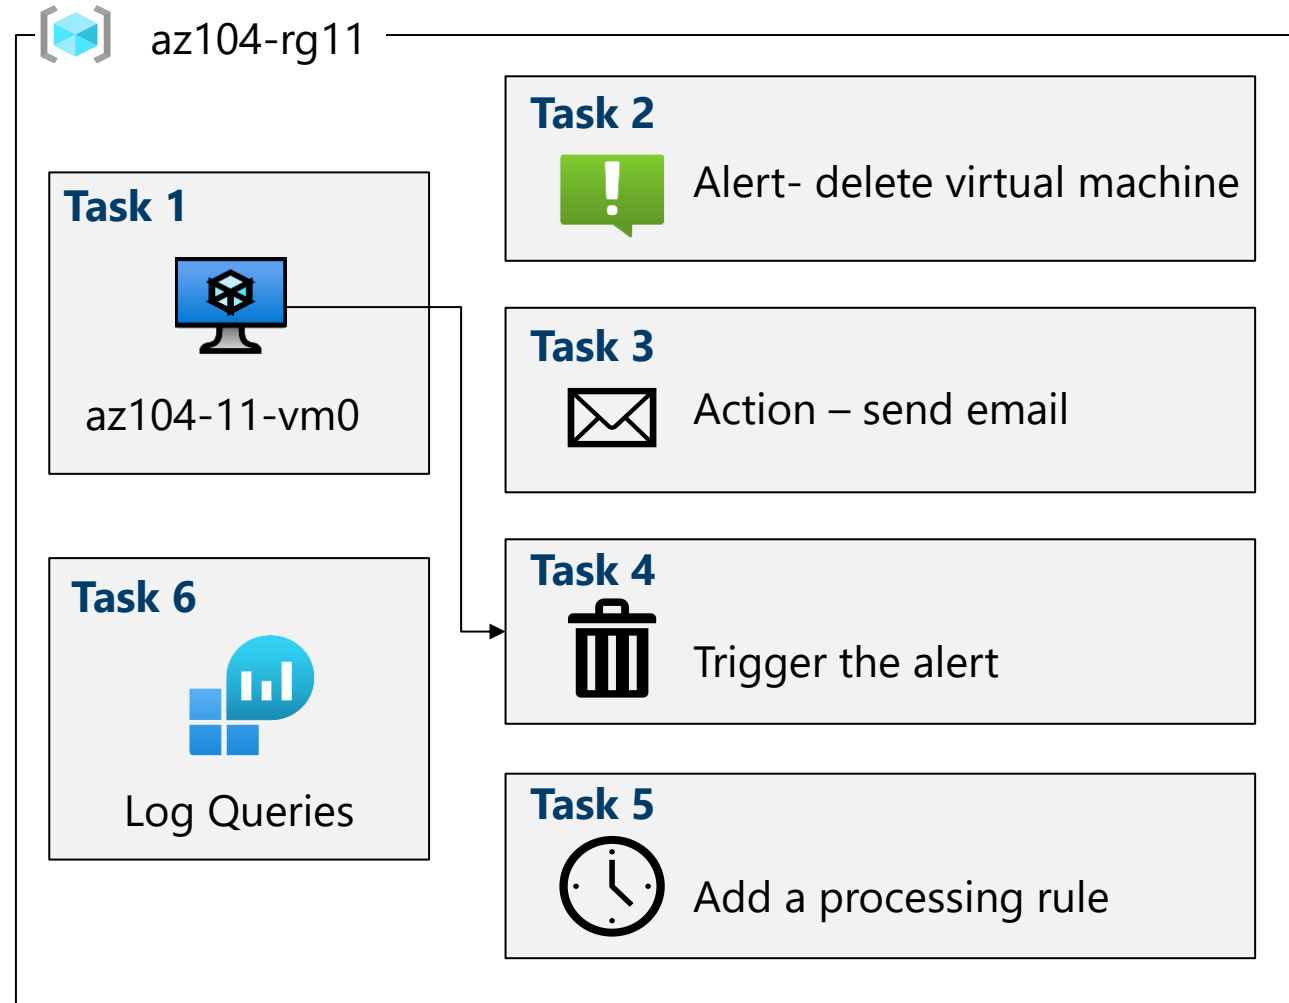 az104-rg11
Task 1
az104-11-vm0
Task 2
Alert- delete virtual machine
Task 3
Action – send email
Task 4
Trigger the alert
Task 5
Add a processing rule
Task 6
Log Queries